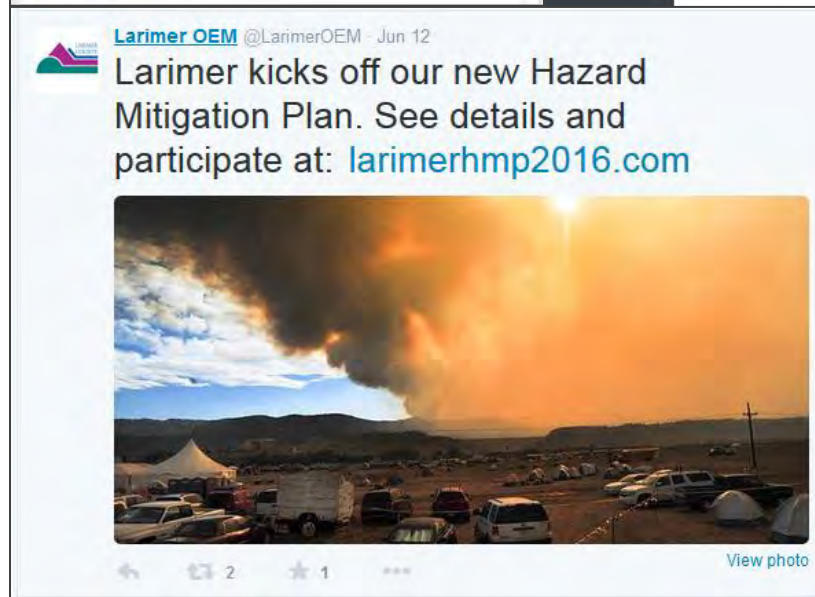 Larimer OEM @LarimerOEM · Jun 12
Larimer kicks off our new Hazard
Mitigation Plan. See details and
participate at: larimerhmp2016.com
View photo
2 1